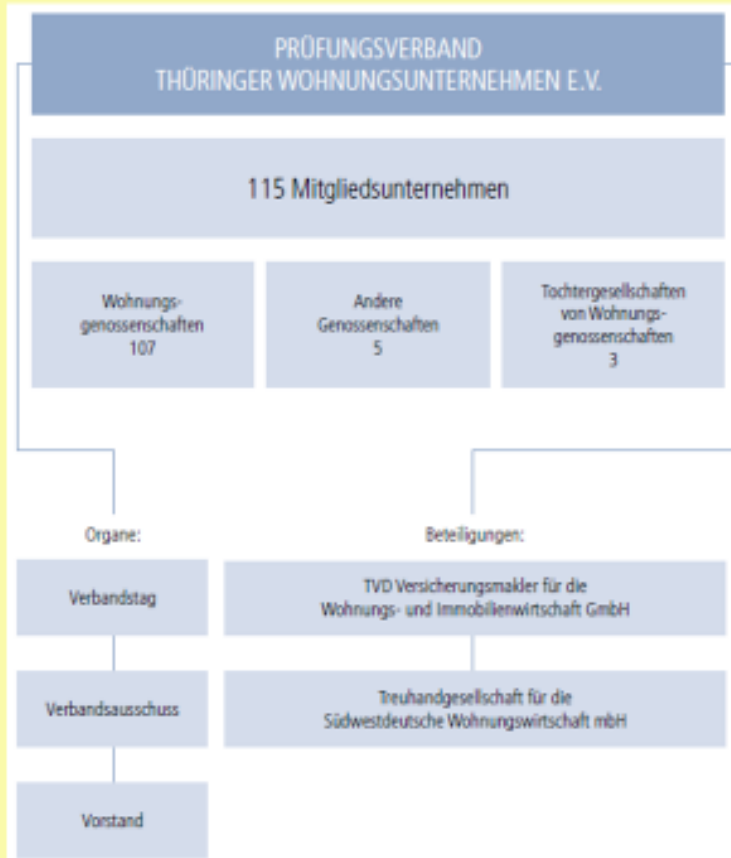 PRÜFUNGSVERBAND
THÜRINGER WOHNUNGSUNTERNEHMEN E.V.
115 Mitgliedsunternehmen
Wohnungs-
genossenschaften
107
Andere
Genossenschaften
5
Tochtergesellschaften
von Wohnungs-
genossenschaften
3
Organe:
Verbandstag
Verbandsausschuss
Vorstand
Beteiligungen:
TVD Versicherungsmakler für die
Wohnungs- und Immobilienwirtschaft GmbH
Treuhandgesellschaft für die
Südwestdeutsche Wohnungswirtschaft mbH